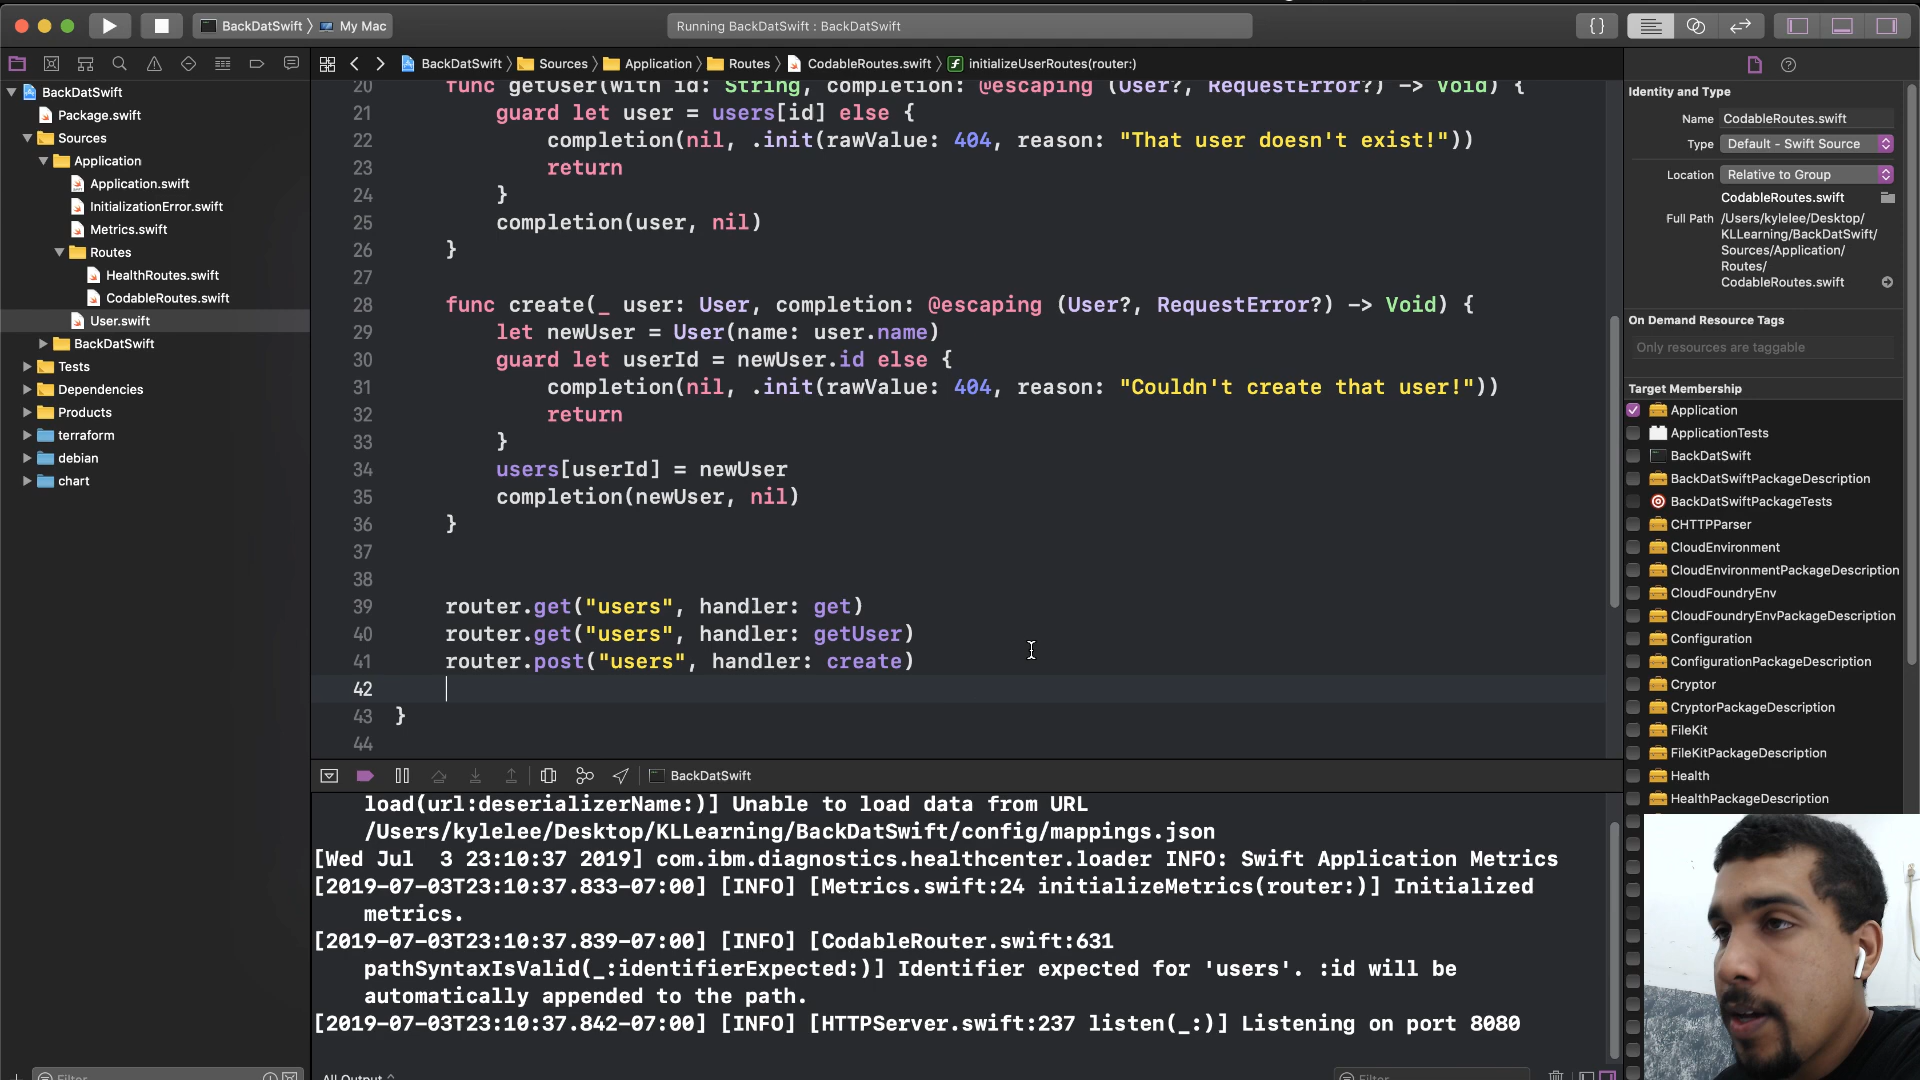 BackDatSwift 〉 My Mac
Running BackDatSwift : BackDatSwift
BackDatSwift 〉 Sources 〉 Application 〉 Routes 〉 CodableRoutes.swift 〉 initializeUserRoutes(router:)
BackDatSwift
Package.swift
Sources
Application
Application.swift
InitializationError.swift
Metrics.swift
Routes
HealthRoutes.swift
CodableRoutes.swift
User.swift
BackDatSwift
Tests
Dependencies
Products
terraform
debian
chart
Filter
20 func getUser(with id: String, completion: @escaping (User?, RequestError?) -> Void) {
21 guard let user = users[id] else {
22 completion(nil, .init(rawValue: 404, reason: "That user doesn't exist!"))
23 return
24 }
25 completion(user, nil)
26 }
27
28 func create(_ user: User, completion: @escaping (User?, RequestError?) -> Void) {
29 let newUser = User(name: user.name)
30 guard let userId = newUser.id else {
31 completion(nil, .init(rawValue: 404, reason: "Couldn't create that user!"))
32 return
33 }
34 users[userId] = newUser
35 completion(newUser, nil)
36 }
37
38
39 router.get("users", handler: get)
40 router.get("users", handler: getUser)
41 router.post("users", handler: create)
42
43 }
44
BackDatSwift
load(url:deserializerName:)] Unable to load data from URL
/Users/kylelee/Desktop/KLLearning/BackDatSwift/config/mappings.json
[Wed Jul  3 23:10:37 2019] com.ibm.diagnostics.healthcenter.loader INFO: Swift Application Metrics
[2019-07-03T23:10:37.833-07:00] [INFO] [Metrics.swift:24 initializeMetrics(router:)] Initialized
metrics.
[2019-07-03T23:10:37.839-07:00] [INFO] [CodableRouter.swift:631
pathSyntaxIsValid(_:identifierExpected:)] Identifier expected for 'users'. :id will be
automatically appended to the path.
[2019-07-03T23:10:37.842-07:00] [INFO] [HTTPServer.swift:237 listen(_:)] Listening on port 8080
All Output
Filter
Identity and Type
Name CodableRoutes.swift
Type Default - Swift Source
Location Relative to Group
CodableRoutes.swift
Full Path /Users/kylelee/Desktop/
KLLearning/BackDatSwift/
Sources/Application/
Routes/
CodableRoutes.swift
On Demand Resource Tags
Only resources are taggable
Target Membership
Application
ApplicationTests
BackDatSwift
BackDatSwiftPackageDescription
BackDatSwiftPackageTests
CHTTPParser
CloudEnvironment
CloudEnvironmentPackageDescription
CloudFoundryEnv
CloudFoundryEnvPackageDescription
Configuration
ConfigurationPackageDescription
Cryptor
CryptorPackageDescription
FileKit
FileKitPackageDescription
Health
HealthPackageDescription